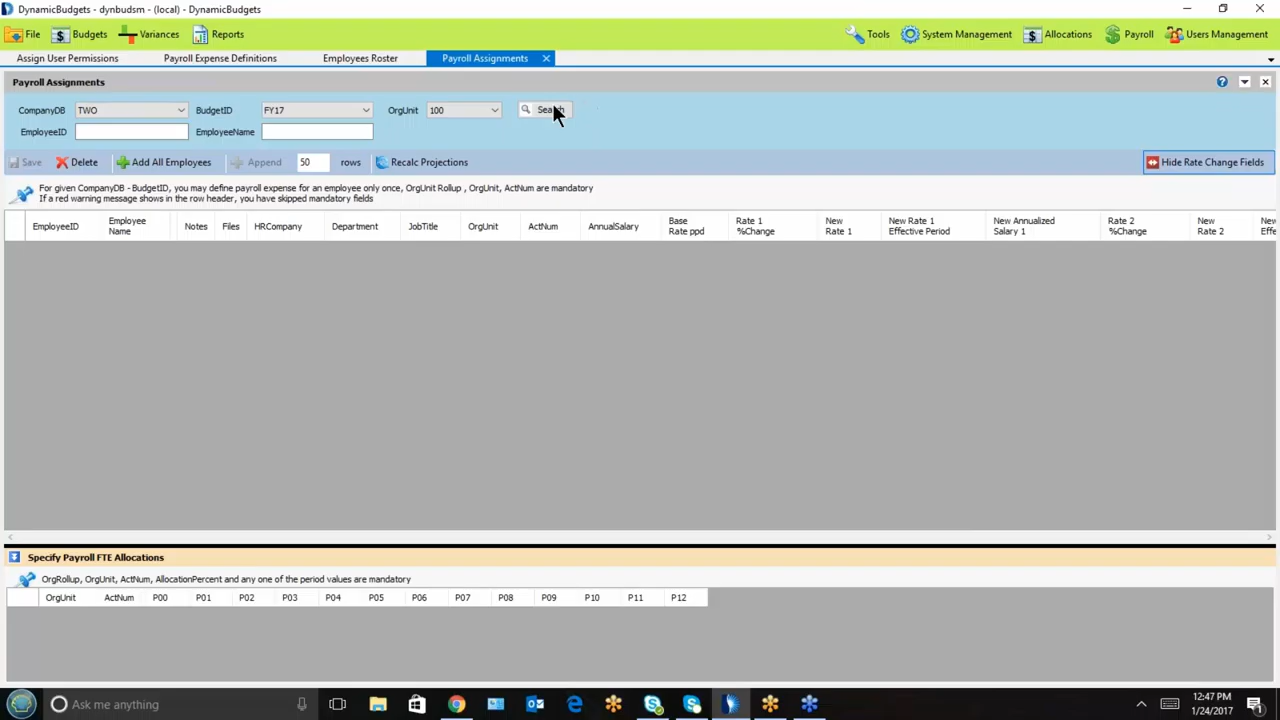 DynamicBudgets - dynbudsm - (local) - DynamicBudgets
File Budgets Variances Reports Tools System Management Allocations Payroll Users Management
Assign User Permissions Payroll Expense Definitions Employees Roster Payroll Assignments
Payroll Assignments
CompanyDB TWO BudgetID FY17 OrgUnit 100 Search
EmployeeID EmployeeName
Save Delete Add All Employees Append 50 rows Recalc Projections Hide Rate Change Fields
For given CompanyDB - BudgetID, you may define payroll expense for an employee only once, OrgUnit Rollup , OrgUnit, ActNum are mandatory
If a red warning message shows in the row header, you have skipped mandatory fields
EmployeeID Employee Name Notes Files HRCompany Department JobTitle OrgUnit ActNum AnnualSalary Base Rate ppd Rate 1 %Change New Rate 1 New Rate 1 Effective Period New Annualized Salary 1 Rate 2 %Change New Rate 2 New Effe
Specify Payroll FTE Allocations
OrgRollup, OrgUnit, ActNum, AllocationPercent and any one of the period values are mandatory
OrgUnit ActNum P00 P01 P02 P03 P04 P05 P06 P07 P08 P09 P10 P11 P12
Ask me anything
12:47 PM
1/24/2017